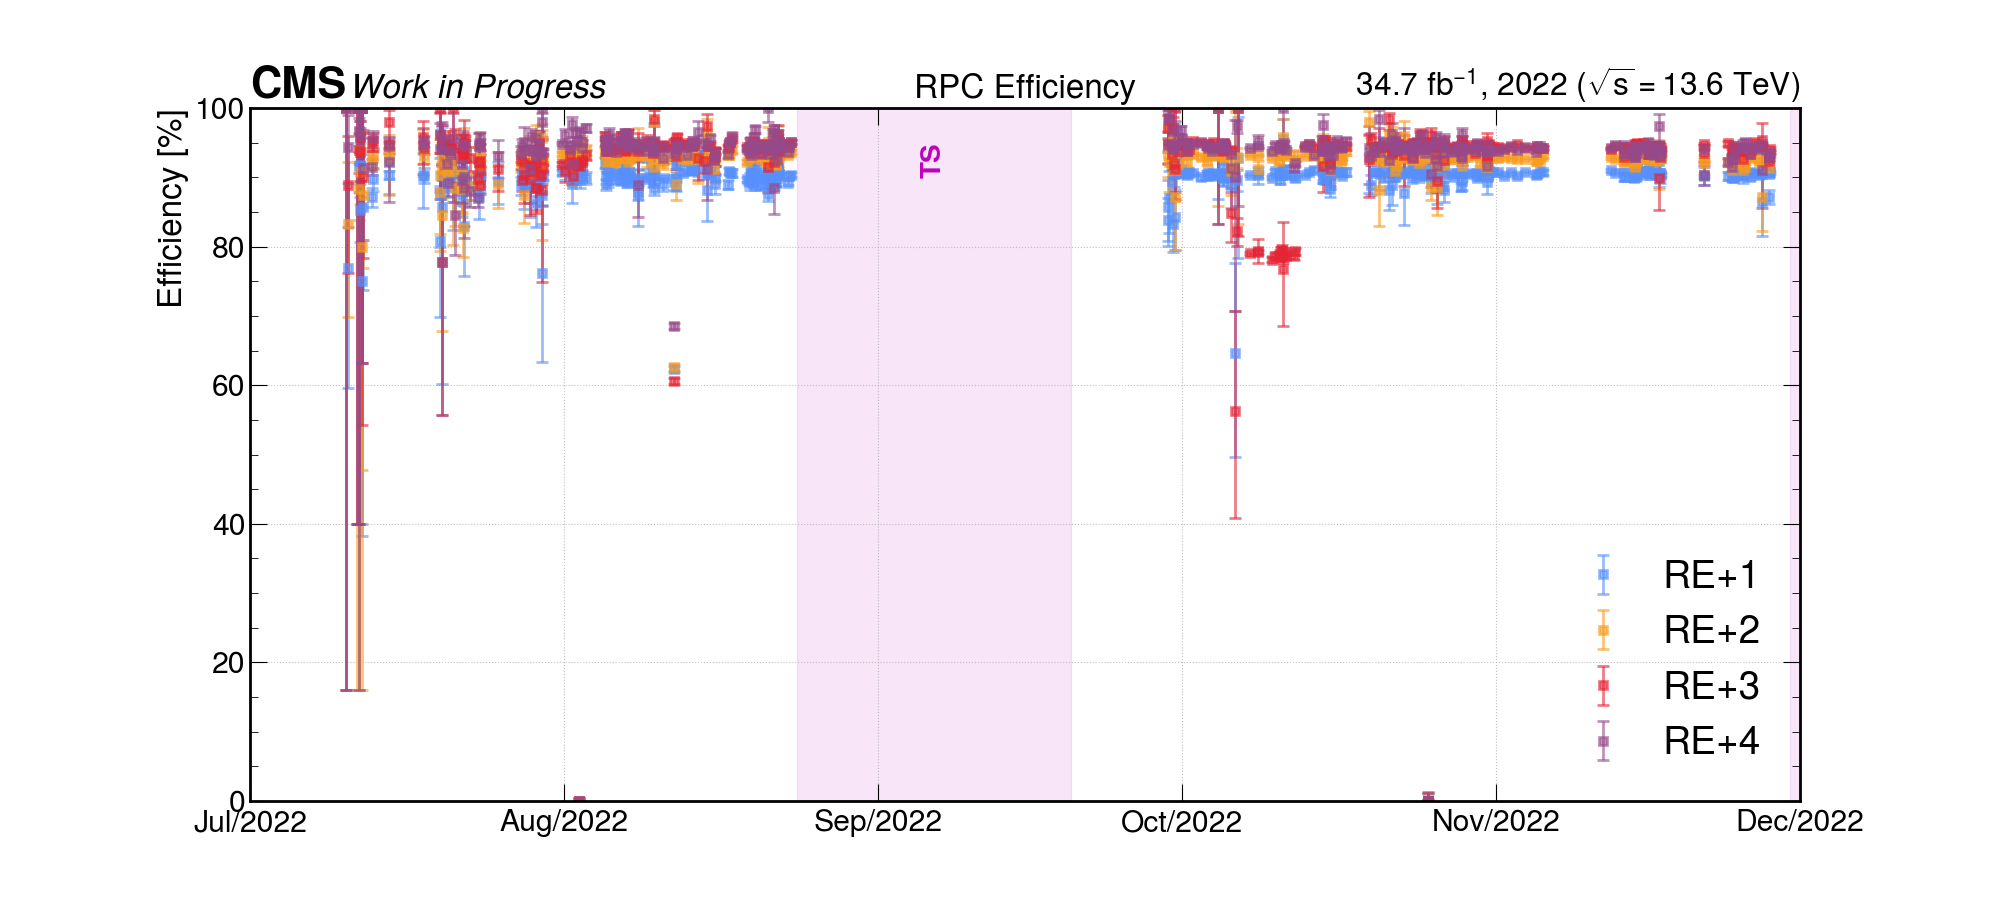 CMS Work in Progress
RPC Efficiency
34.7 fb⁻¹, 2022 (√s = 13.6 TeV)
Efficiency [%]
100
80
60
40
20
0
TS
RE+1
RE+2
RE+3
RE+4
Jul/2022
Aug/2022
Sep/2022
Oct/2022
Nov/2022
Dec/2022